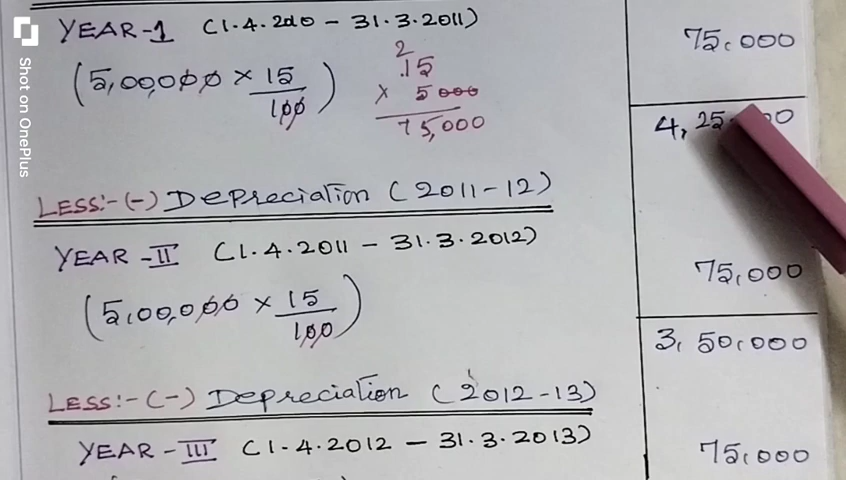 Shot on OnePlus
YEAR-1 (1.4.2010 - 31.3.2011) 75,000
(5,00,000 × 15/100)
2
15
× 5000
75,000
4,25
LESS:-(-) Depreciation (2011-12)
YEAR-II (1.4.2011 - 31.3.2012) 75,000
(5,00,000 × 15/100)
3,50,000
LESS:-(-) Depreciation (2012-13)
YEAR-III (1.4.2012 - 31.3.2013) 75,000